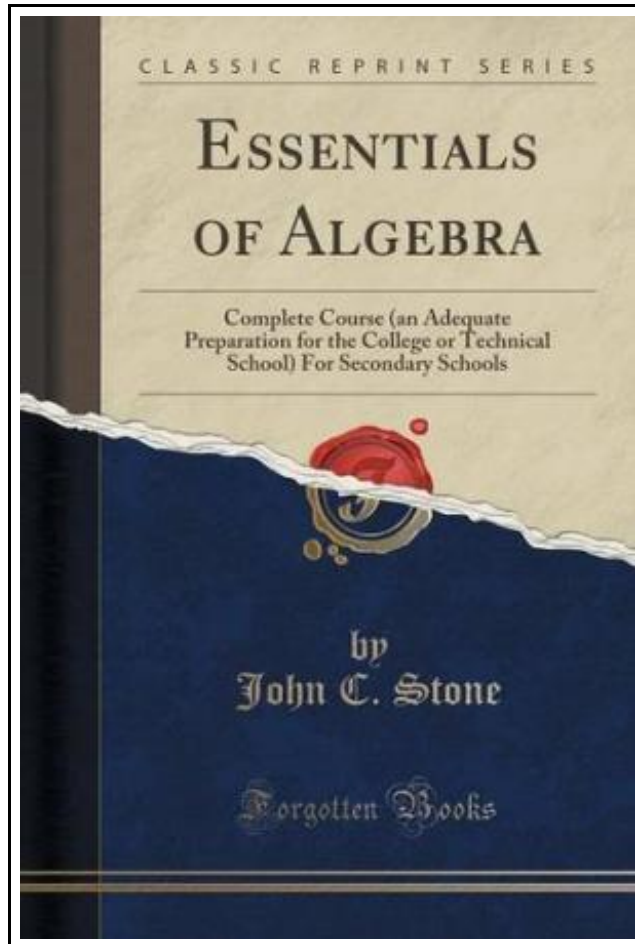 CLASSIC REPRINT SERIES
ESSENTIALS
OF ALGEBRA
Complete Course (an Adequate
Preparation for the College or Technical
School) For Secondary Schools
by
John C. Stone
Forgotten Books